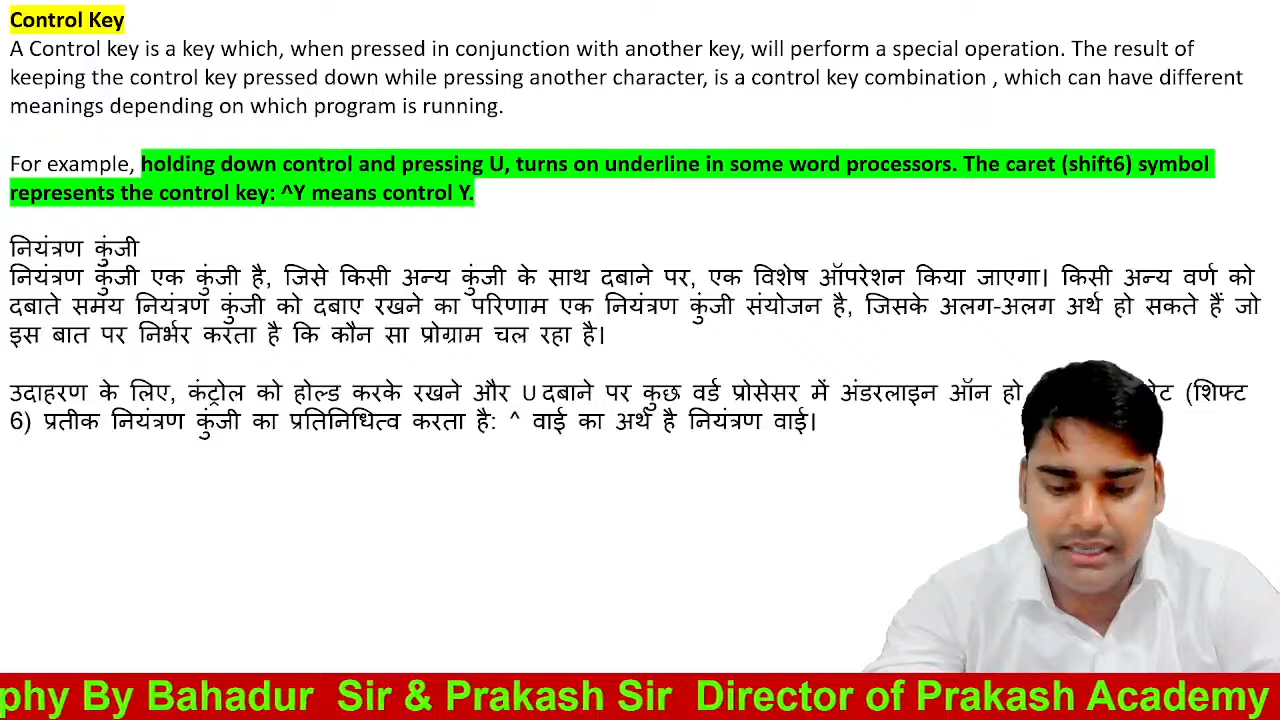 Control Key
A Control key is a key which, when pressed in conjunction with another key, will perform a special operation. The result of
keeping the control key pressed down while pressing another character, is a control key combination , which can have different
meanings depending on which program is running.
For example, holding down control and pressing U, turns on underline in some word processors. The caret (shift6) symbol
represents the control key: ^Y means control Y.
नियंत्रण कुंजी
नियंत्रण कुंजी एक कुंजी है, जिसे किसी अन्य कुंजी के साथ दबाने पर, एक विशेष ऑपरेशन किया जाएगा। किसी अन्य वर्ण को
दबाते समय नियंत्रण कुंजी को दबाए रखने का परिणाम एक नियंत्रण कुंजी संयोजन है, जिसके अलग-अलग अर्थ हो सकते हैं जो
इस बात पर निर्भर करता है कि कौन सा प्रोग्राम चल रहा है।
उदाहरण के लिए, कंट्रोल को होल्ड करके रखने और U दबाने पर कुछ वर्ड प्रोसेसर में अंडरलाइन ऑन हो (शिफ्ट
6) प्रतीक नियंत्रण कुंजी का प्रतिनिधित्व करता है: ^ वाई का अर्थ है नियंत्रण वाई।
phy By Bahadur Sir & Prakash Sir Director of Prakash Academy